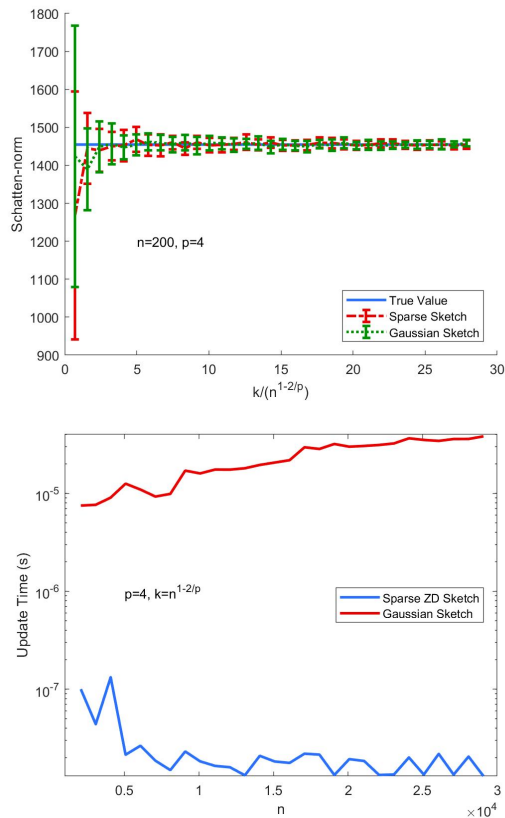 1800
1700
1600
1500
1400
1300
1200
1100
1000
900
Schatten-norm
n=200, p=4
True Value
Sparse Sketch
Gaussian Sketch
0 5 10 15 20 25 30
k/(n^{1-2/p})
10^{-5}
10^{-6}
10^{-7}
Update Time (s)
p=4, k=n^{1-2/p}
Sparse ZD Sketch
Gaussian Sketch
0.5 1 1.5 2 2.5 3
n
×10^4